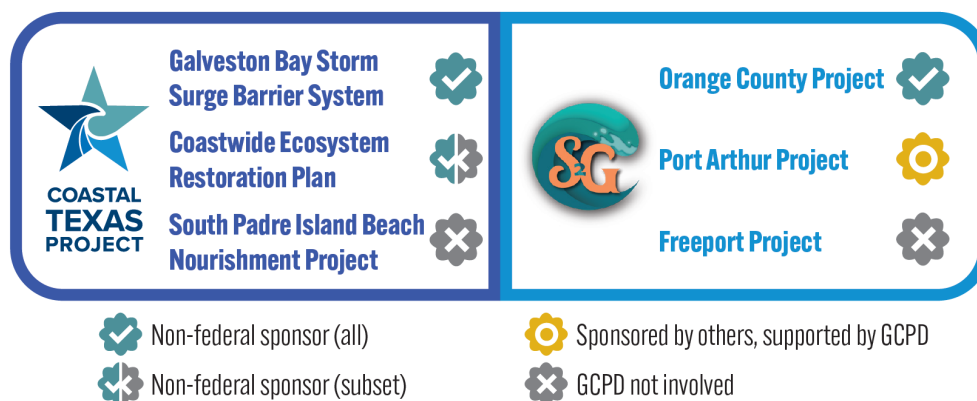 COASTAL
TEXAS
PROJECT
Galveston Bay Storm
Surge Barrier System
Coastwide Ecosystem
Restoration Plan
South Padre Island Beach
Nourishment Project
S2G
Orange County Project
Port Arthur Project
Freeport Project
Non-federal sponsor (all)
Non-federal sponsor (subset)
Sponsored by others, supported by GCPD
GCPD not involved